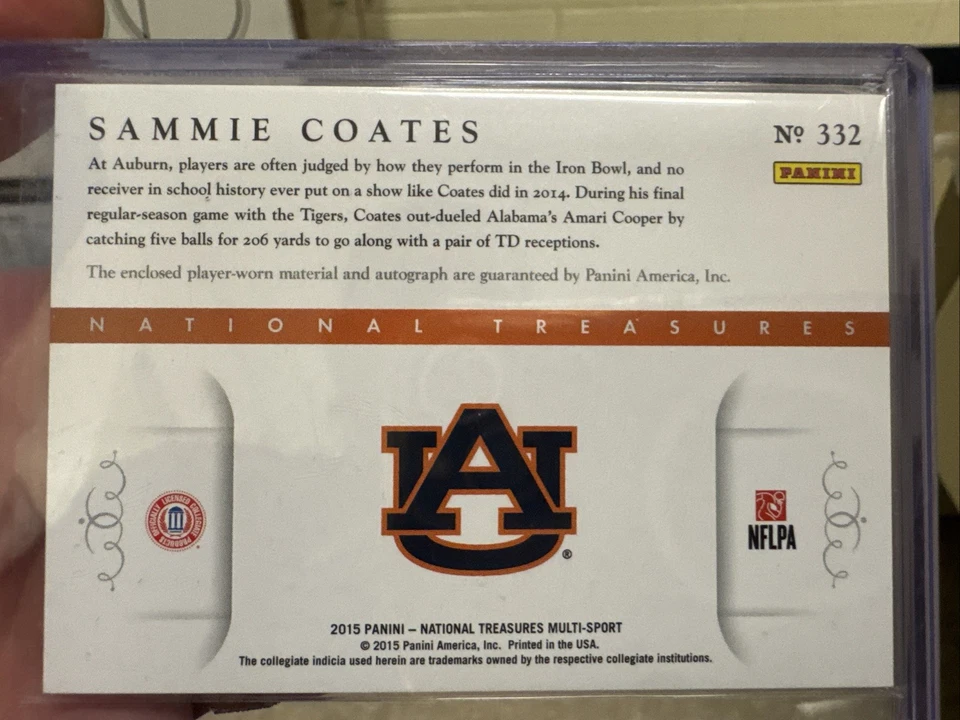 SAMMIE COATES
Nº 332
At Auburn, players are often judged by how they perform in the Iron Bowl, and no
receiver in school history ever put on a show like Coates did in 2014. During his final
regular-season game with the Tigers, Coates out-dueled Alabama's Amari Cooper by
catching five balls for 206 yards to go along with a pair of TD receptions.
PANINI
The enclosed player-worn material and autograph are guaranteed by Panini America, Inc.
NATIONAL TREASURES
AU ®
OFFICIALLY LICENSED COLLEGIATE PRODUCTS
NFLPA
2015 PANINI – NATIONAL TREASURES MULTI-SPORT
© 2015 Panini America, Inc. Printed in the USA.
The collegiate indicia used herein are trademarks owned by the respective collegiate institutions.